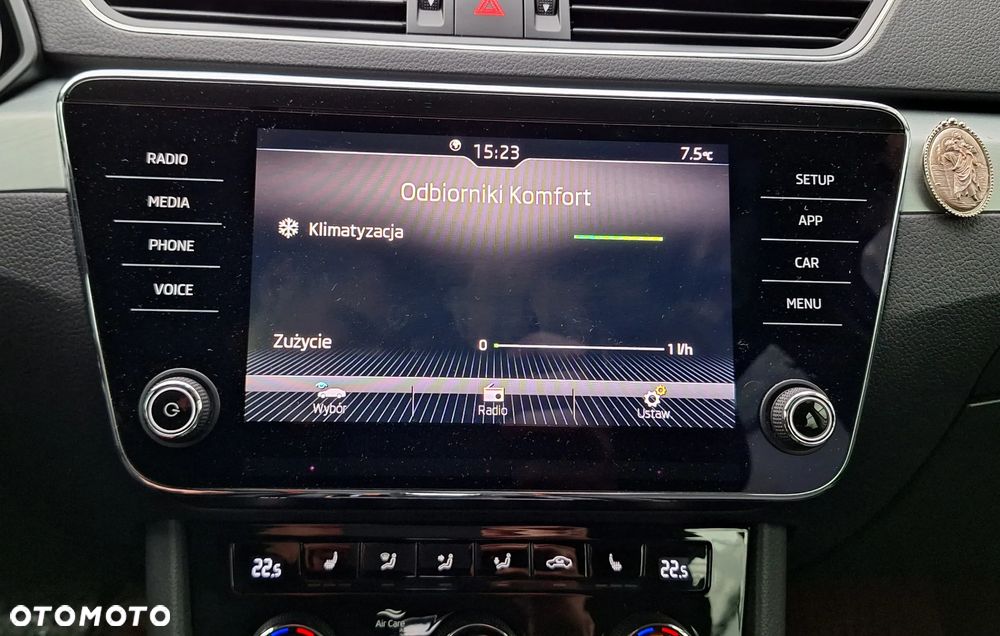 15:23
7.5°C
Odbiorniki Komfort
Klimatyzacja
Zużycie
0
1 l/h
Wybór
Radio
Ustaw
RADIO
MEDIA
PHONE
VOICE
SETUP
APP
CAR
MENU
22.5
22.5
Air Care
OTOMOTO